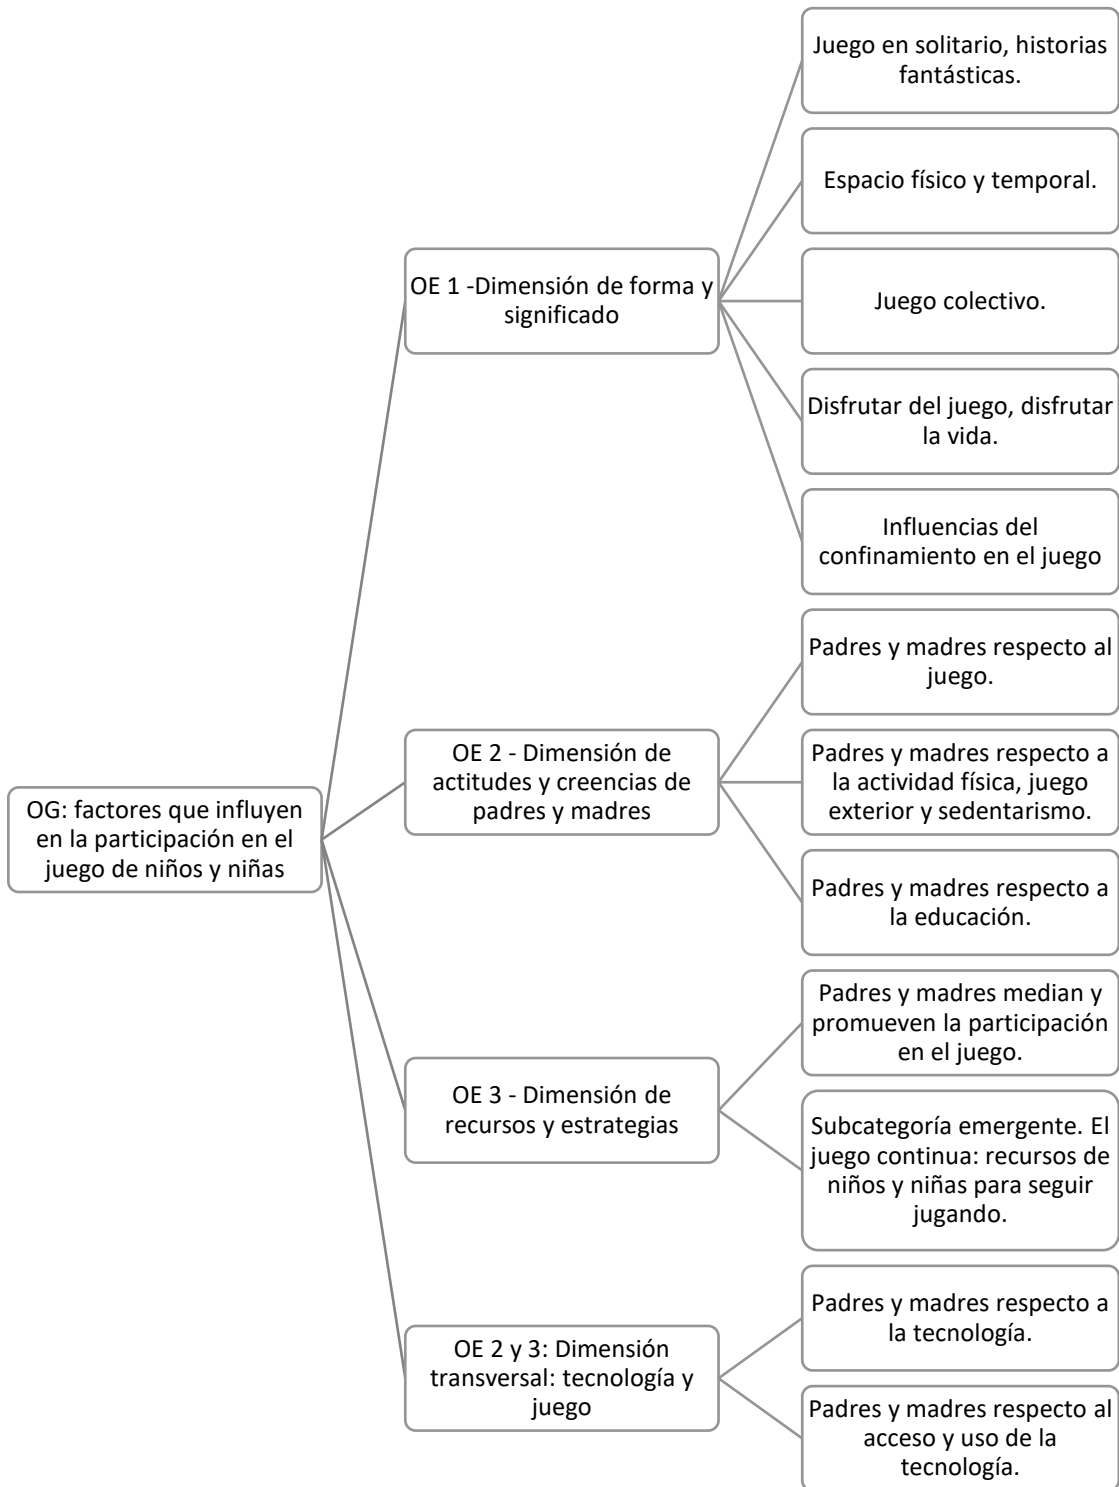 Juego en solitario, historias
fantásticas.
Espacio físico y temporal.
OE 1 -Dimensión de forma y
significado
Juego colectivo.
Disfrutar del juego, disfrutar
la vida.
Influencias del
confinamiento en el juego
Padres y madres respecto al
juego.
OE 2 - Dimensión de
actitudes y creencias de
padres y madres
Padres y madres respecto a
la actividad física, juego
exterior y sedentarismo.
OG: factores que influyen
en la participación en el
juego de niños y niñas
Padres y madres respecto a
la educación.
Padres y madres median y
promueven la participación
en el juego.
OE 3 - Dimensión de
recursos y estrategias
Subcategoría emergente. El
juego continua: recursos de
niños y niñas para seguir
jugando.
Padres y madres respecto a
la tecnología.
OE 2 y 3: Dimensión
transversal: tecnología y
juego
Padres y madres respecto al
acceso y uso de la
tecnología.